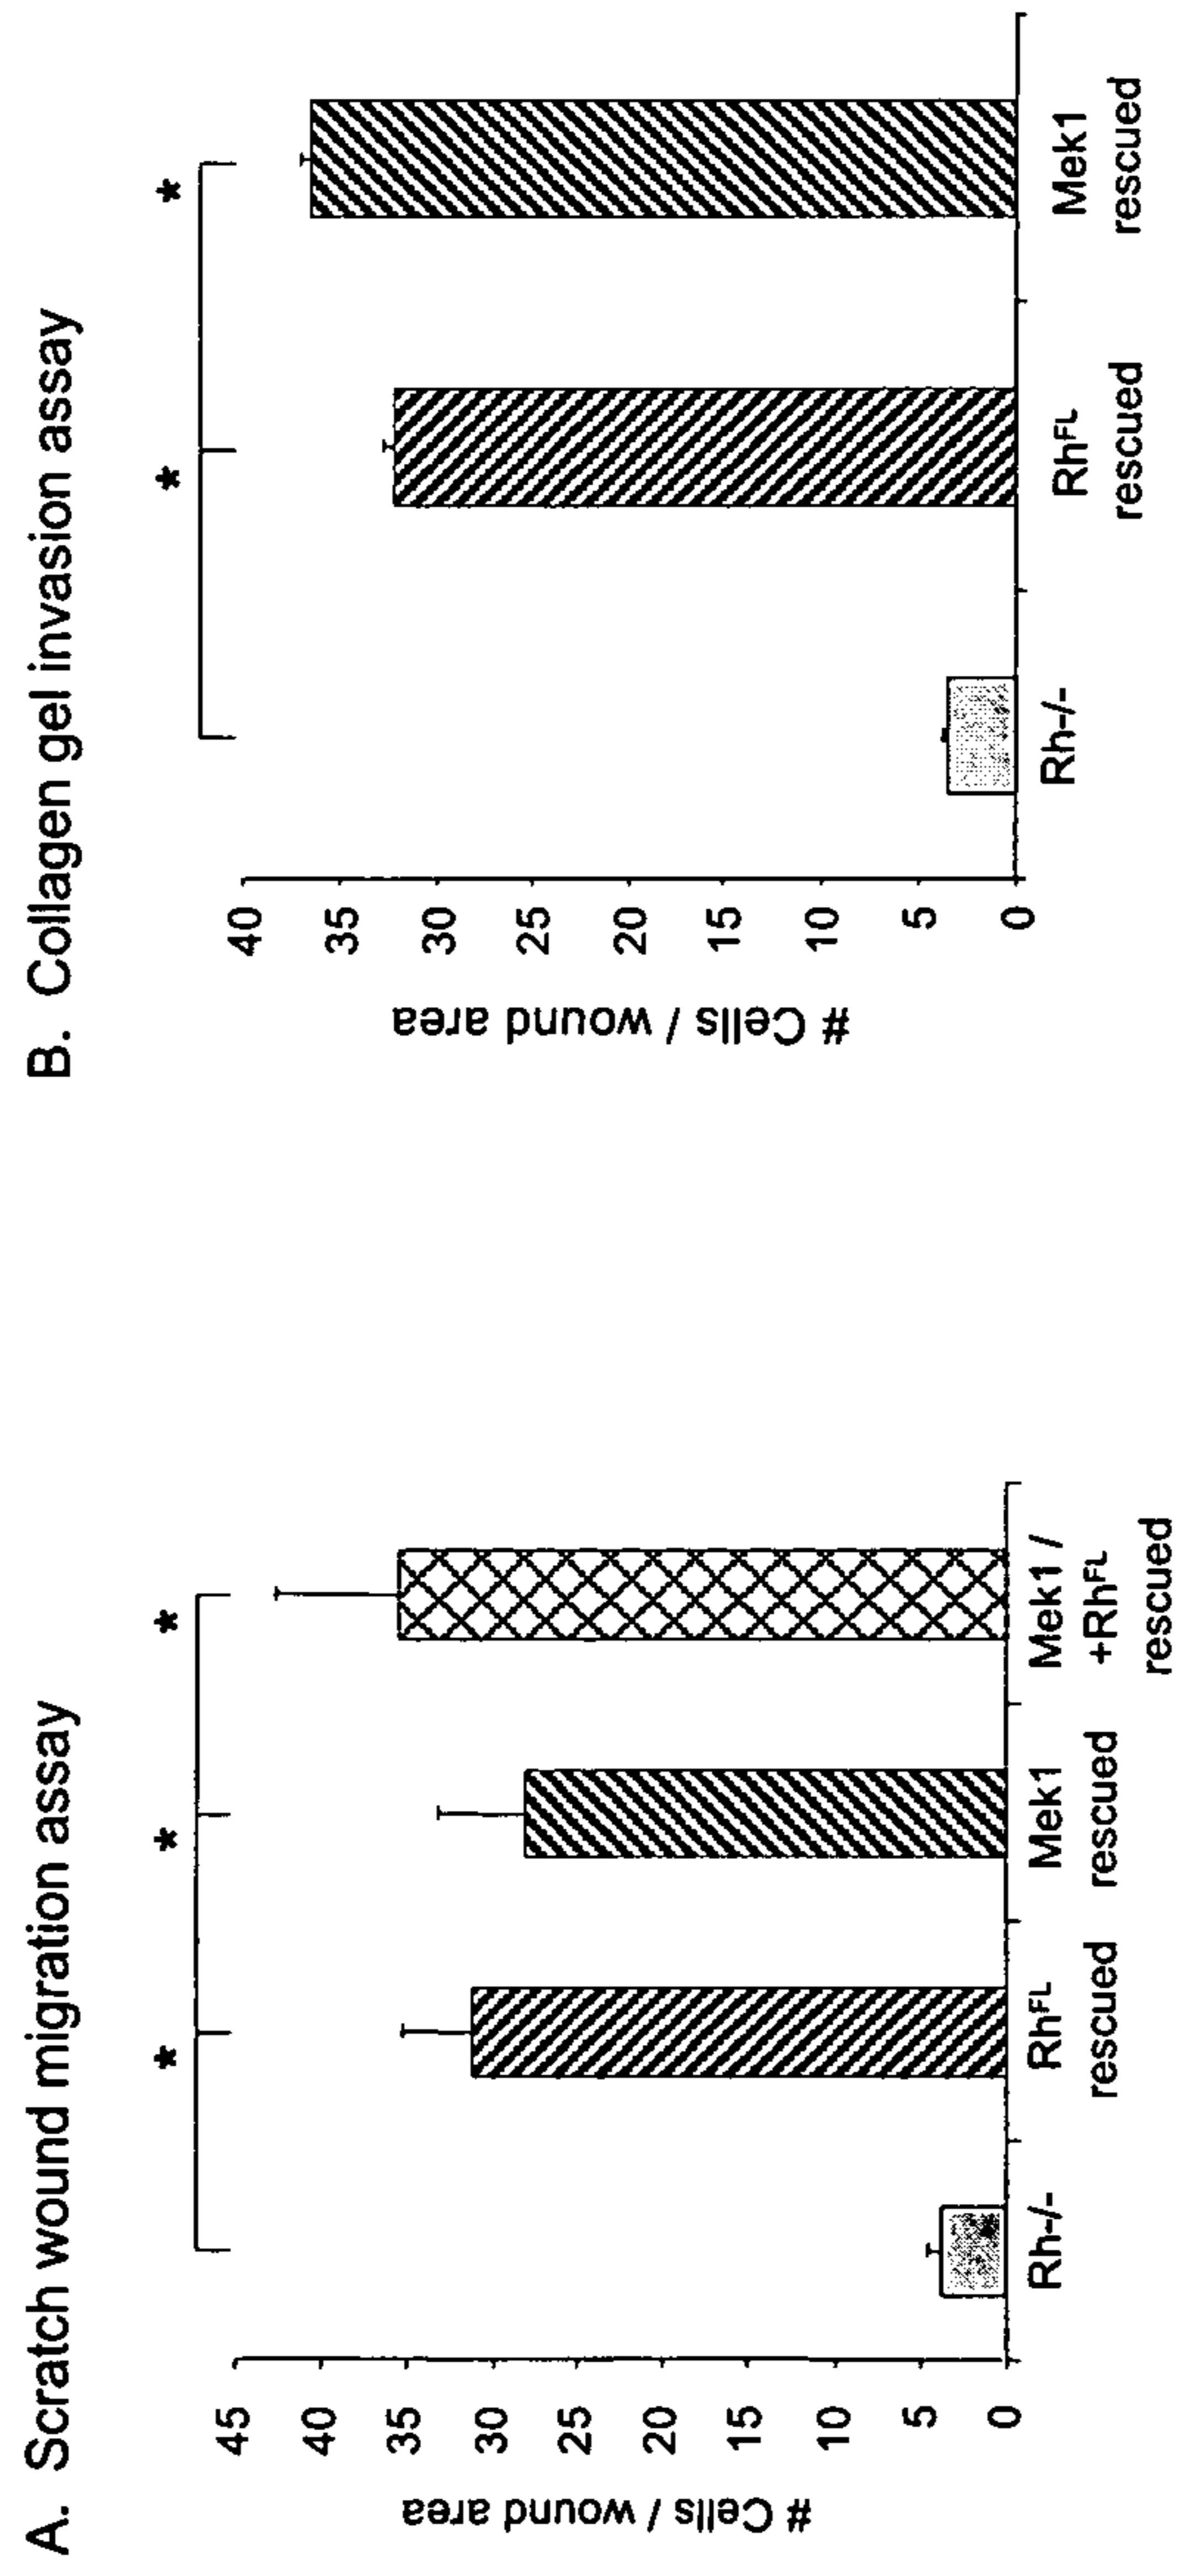 A. Scratch wound migration assay
# Cells / wound area
45
40
35
30
25
20
15
10
5
0
* * *
Rh-/-
RhFL
rescued
Mek1
rescued
Mek1 /
+RhFL
rescued
B. Collagen gel invasion assay
# Cells / wound area
40
35
30
25
20
15
10
5
0
* *
Rh-/-
RhFL
rescued
Mek1
rescued